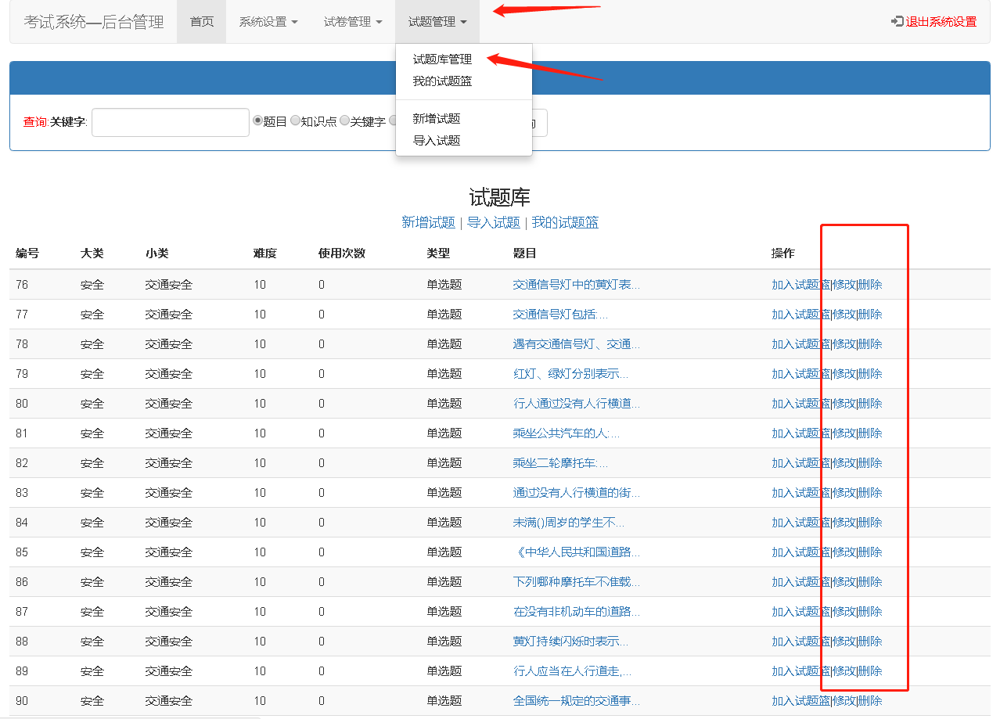 考试系统—后台管理 首页 系统设置 试卷管理 试题管理 退出系统设置
试题库管理
我的试题篮
新增试题
导入试题
查询:关键字: 题目 知识点 关键字
试题库
新增试题 | 导入试题 | 我的试题篮
编号 大类 小类 难度 使用次数 类型 题目 操作
76 安全 交通安全 10 0 单选题 交通信号灯中的黄灯表... 加入试题篮|修改|删除
77 安全 交通安全 10 0 单选题 交通信号灯包括:... 加入试题篮|修改|删除
78 安全 交通安全 10 0 单选题 遇有交通信号灯、交通... 加入试题篮|修改|删除
79 安全 交通安全 10 0 单选题 红灯、绿灯分别表示... 加入试题篮|修改|删除
80 安全 交通安全 10 0 单选题 行人通过没有人行横道... 加入试题篮|修改|删除
81 安全 交通安全 10 0 单选题 乘坐公共汽车的人:... 加入试题篮|修改|删除
82 安全 交通安全 10 0 单选题 乘坐二轮摩托车:... 加入试题篮|修改|删除
83 安全 交通安全 10 0 单选题 通过没有人行横道的街... 加入试题篮|修改|删除
84 安全 交通安全 10 0 单选题 未满()周岁的学生不... 加入试题篮|修改|删除
85 安全 交通安全 10 0 单选题 《中华人民共和国道路... 加入试题篮|修改|删除
86 安全 交通安全 10 0 单选题 下列哪种摩托车不准载... 加入试题篮|修改|删除
87 安全 交通安全 10 0 单选题 在没有非机动车的道路... 加入试题篮|修改|删除
88 安全 交通安全 10 0 单选题 黄灯持续闪烁时表示... 加入试题篮|修改|删除
89 安全 交通安全 10 0 单选题 行人应当在人行道走,... 加入试题篮|修改|删除
90 安全 交通安全 10 0 单选题 全国统一规定的交通事... 加入试题篮|修改|删除